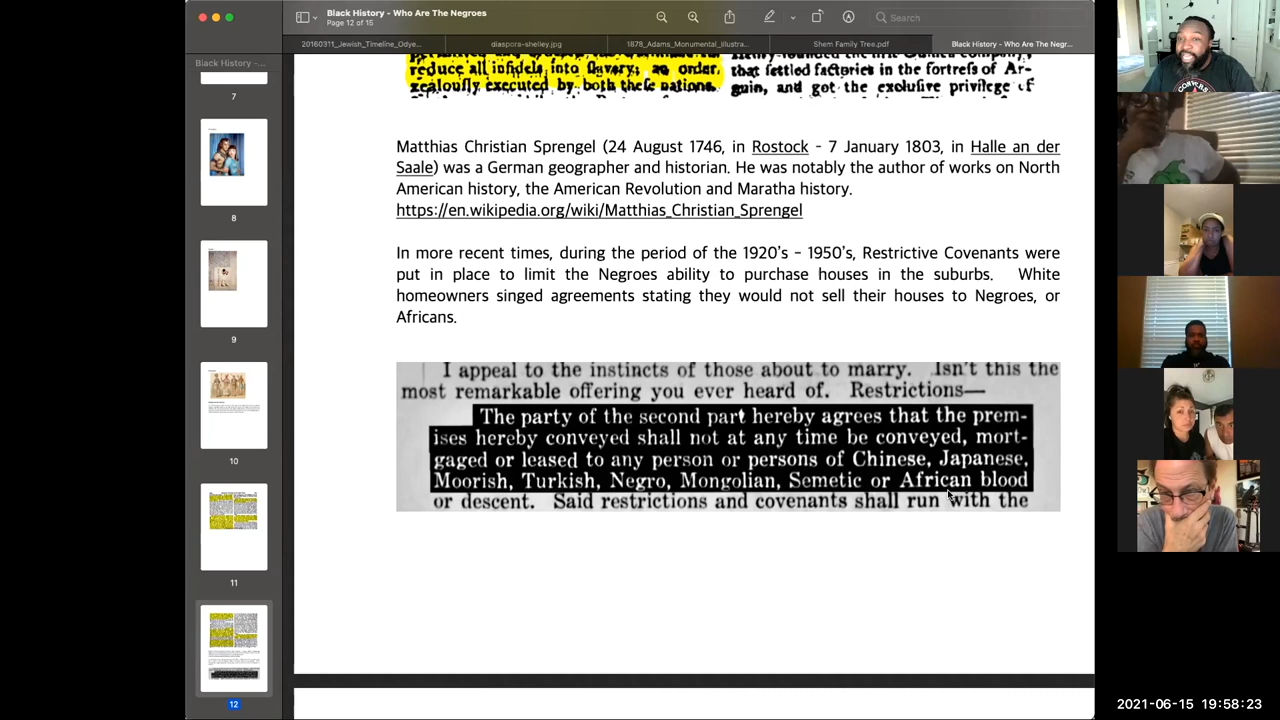 Black History - Who Are The Negroes
Page 12 of 15
Search
20160311_Jewish_Timeline_Odye...
diaspora-shelley.jpg
1878_Adams_Monumental_Illustra...
Shem Family Tree.pdf
Black History - Who Are The Negr...
Black History -...
7
8
9
10
11
12
reduce all infidels into slavery; an order,
zealously executed by both these nations.
that settled factories in the fortress of Ar-
guin, and got the exclusive privilege of
Matthias Christian Sprengel (24 August 1746, in Rostock - 7 January 1803, in Halle an der
Saale) was a German geographer and historian. He was notably the author of works on North
American history, the American Revolution and Maratha history.
https://en.wikipedia.org/wiki/Matthias_Christian_Sprengel
In more recent times, during the period of the 1920's - 1950's, Restrictive Covenants were
put in place to limit the Negroes ability to purchase houses in the suburbs. White
homeowners singed agreements stating they would not sell their houses to Negroes, or
Africans.
I appeal to the instincts of those about to marry. Isn't this the
most remarkable offering you ever heard of. Restrictions—
The party of the second part hereby agrees that the prem-
ises hereby conveyed shall not at any time be conveyed, mort-
gaged or leased to any person or persons of Chinese, Japanese,
Moorish, Turkish, Negro, Mongolian, Semetic or African blood
or descent. Said restrictions and covenants shall run with the
2021-06-15 19:58:23